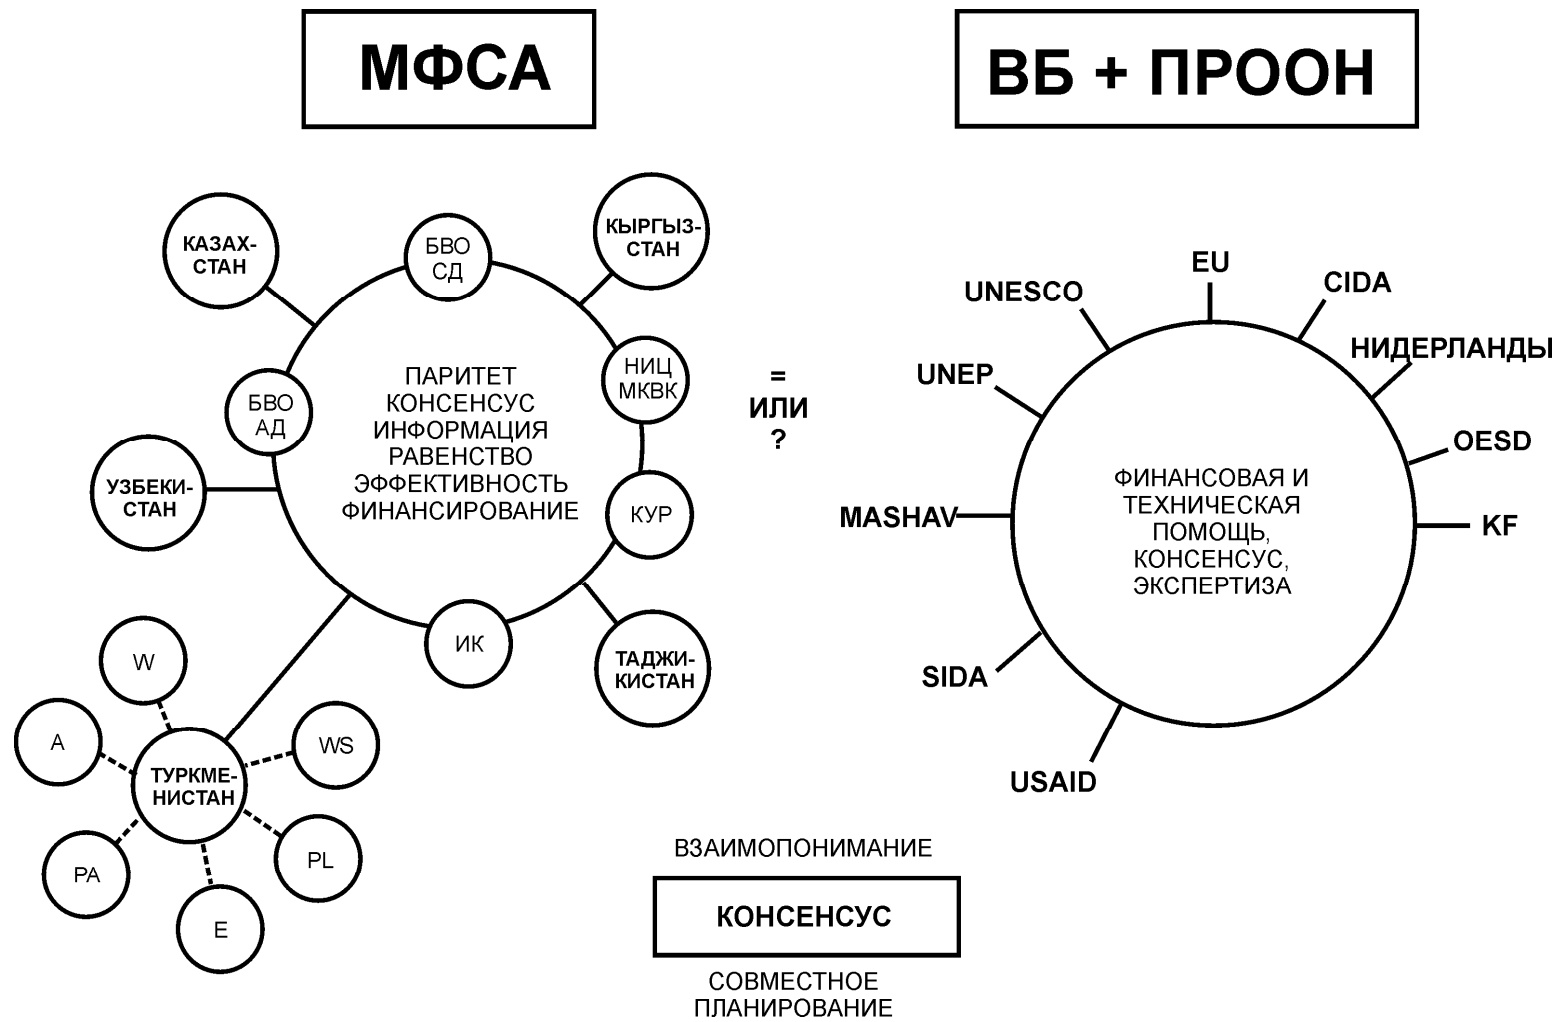 МФСА
ВБ + ПРООН
КАЗАХ-
СТАН
БВО
СД
КЫРГЫЗ-
СТАН
БВО
АД
НИЦ
МКВК
ПАРИТЕТ
КОНСЕНСУС
ИНФОРМАЦИЯ
РАВЕНСТВО
ЭФФЕКТИВНОСТЬ
ФИНАНСИРОВАНИЕ
УЗБЕКИ-
СТАН
КУР
ИК
ТАДЖИ-
КИСТАН
W
A
WS
ТУРКМЕ-
НИСТАН
PA
PL
E
=
ИЛИ
?
EU
UNESCO
CIDA
НИДЕРЛАНДЫ
UNEP
OESD
MASHAV
KF
ФИНАНСОВАЯ И
ТЕХНИЧЕСКАЯ
ПОМОЩЬ,
КОНСЕНСУС,
ЭКСПЕРТИЗА
SIDA
USAID
ВЗАИМОПОНИМАНИЕ
КОНСЕНСУС
СОВМЕСТНОЕ
ПЛАНИРОВАНИЕ